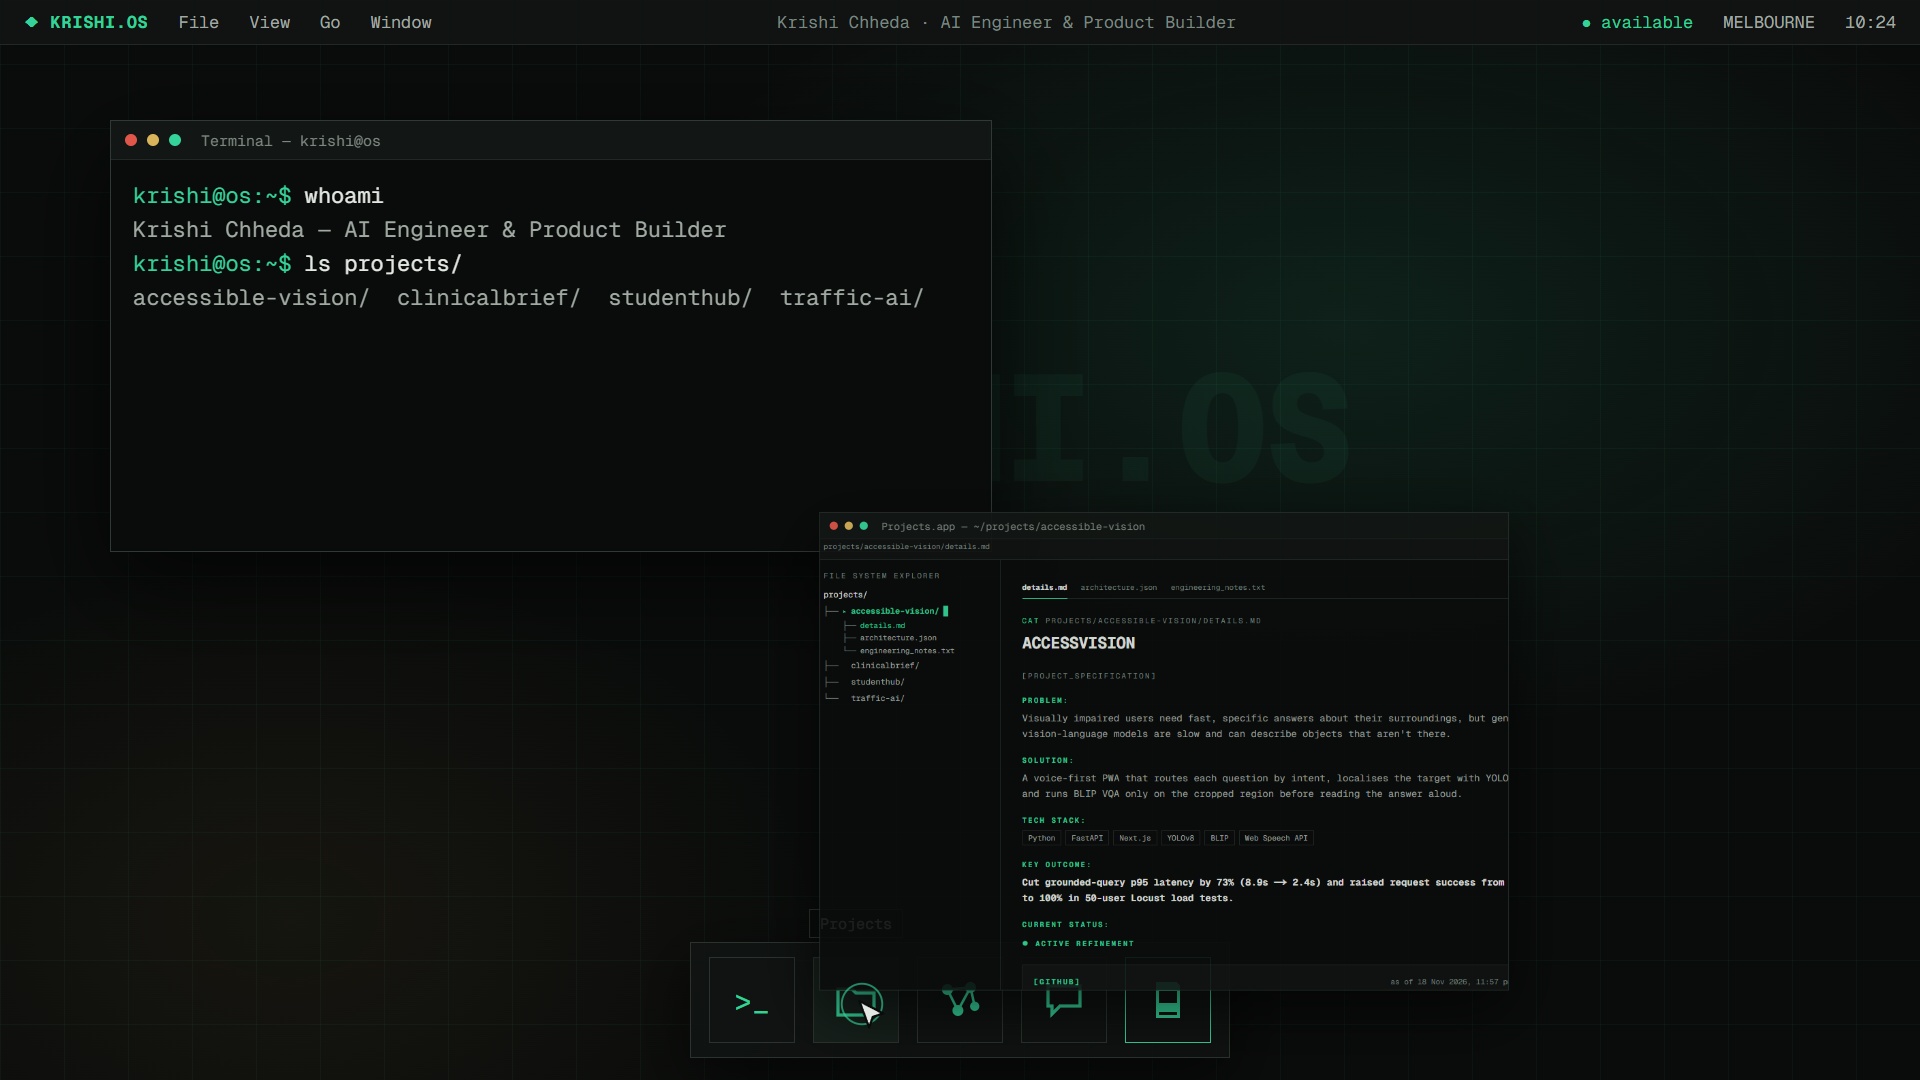 KRISHI.OS File View Go Window Krishi Chheda · AI Engineer & Product Builder ● available MELBOURNE 10:24
Terminal — krishi@os
krishi@os:~$ whoami
Krishi Chheda — AI Engineer & Product Builder
krishi@os:~$ ls projects/
accessible-vision/ clinicalbrief/ studenthub/ traffic-ai/
I.OS
Projects.app — ~/projects/accessible-vision
projects/accessible-vision/details.md
FILE SYSTEM EXPLORER
projects/
├── ▸ accessible-vision/
├── details.md
├── architecture.json
└── engineering_notes.txt
├── clinicalbrief/
├── studenthub/
└── traffic-ai/
details.md architecture.json engineering_notes.txt
CAT PROJECTS/ACCESSIBLE-VISION/DETAILS.MD
ACCESSVISION
[PROJECT_SPECIFICATION]
PROBLEM:
Visually impaired users need fast, specific answers about their surroundings, but gen
vision-language models are slow and can describe objects that aren't there.
SOLUTION:
A voice-first PWA that routes each question by intent, localises the target with YOLO
and runs BLIP VQA only on the cropped region before reading the answer aloud.
TECH STACK:
Python FastAPI Next.js YOLOv8 BLIP Web Speech API
KEY OUTCOME:
Cut grounded-query p95 latency by 73% (8.9s ⟶ 2.4s) and raised request success from
to 100% in 50-user Locust load tests.
CURRENT STATUS:
● ACTIVE REFINEMENT
[GITHUB] as of 18 Nov 2026, 11:57 p
Projects
>_